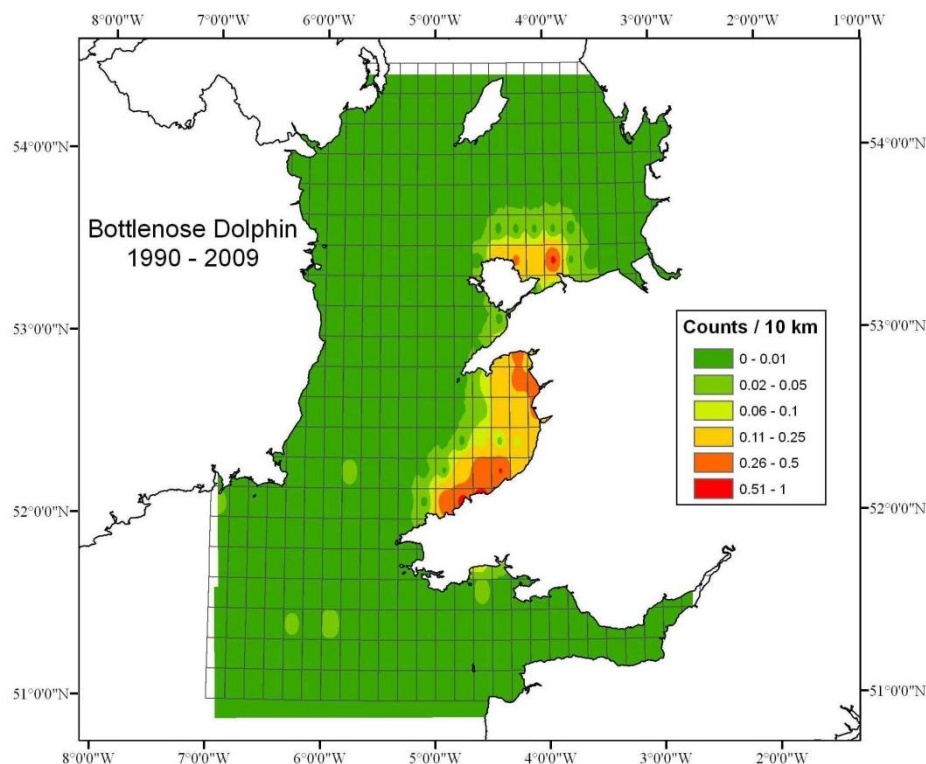 8°0'0"W 7°0'0"W 6°0'0"W 5°0'0"W 4°0'0"W 3°0'0"W 2°0'0"W 1°0'0"W
54°0'0"N 54°0'0"N
Bottlenose Dolphin
1990 - 2009
53°0'0"N 53°0'0"N
Counts / 10 km
0 - 0.01
0.02 - 0.05
0.06 - 0.1
0.11 - 0.25
0.26 - 0.5
0.51 - 1
52°0'0"N 52°0'0"N
51°0'0"N 51°0'0"N
8°0'0"W 7°0'0"W 6°0'0"W 5°0'0"W 4°0'0"W 3°0'0"W 2°0'0"W 1°0'0"W